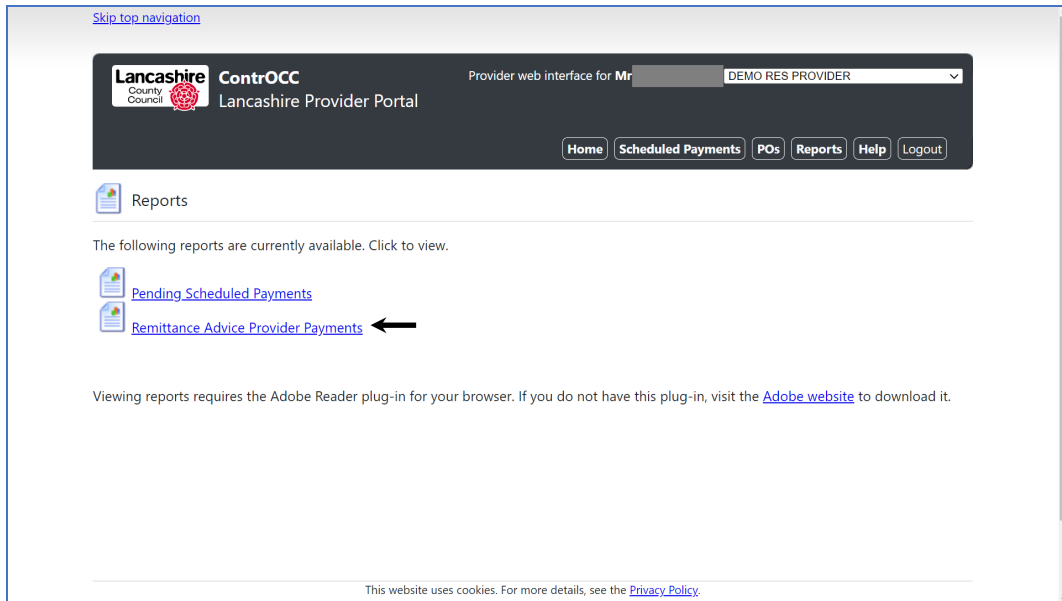 Skip top navigation
Lancashire
County
Council
ContrOCC
Lancashire Provider Portal
Provider web interface for Mr
DEMO RES PROVIDER
Home Scheduled Payments POs Reports Help Logout
Reports
The following reports are currently available. Click to view.
Pending Scheduled Payments
Remittance Advice Provider Payments
Viewing reports requires the Adobe Reader plug-in for your browser. If you do not have this plug-in, visit the Adobe website to download it.
This website uses cookies. For more details, see the Privacy Policy.